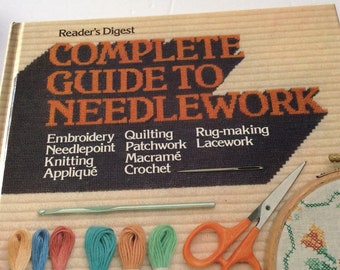 Reader's Digest
COMPLETE
GUIDE TO
NEEDLEWORK
Embroidery Quilting Rug-making
Needlepoint Patchwork Lacework
Knitting Macramé
Appliqué Crochet